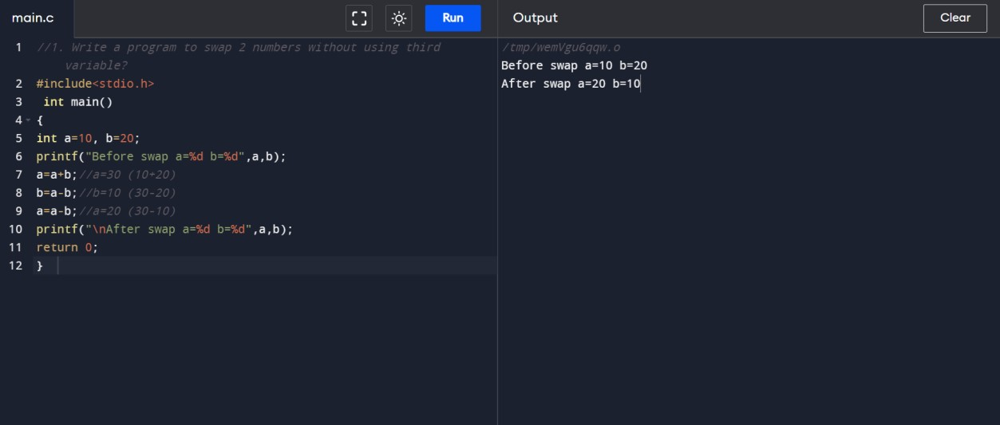 main.c
Run
Output
Clear
1 //1. Write a program to swap 2 numbers without using third
variable?
2 #include<stdio.h>
3 int main()
4 {
5 int a=10, b=20;
6 printf("Before swap a=%d b=%d",a,b);
7 a=a+b;//a=30 (10+20)
8 b=a-b;//b=10 (30-20)
9 a=a-b;//a=20 (30-10)
10 printf("\nAfter swap a=%d b=%d",a,b);
11 return 0;
12 }
/tmp/wemVgu6qqw.o
Before swap a=10 b=20
After swap a=20 b=10